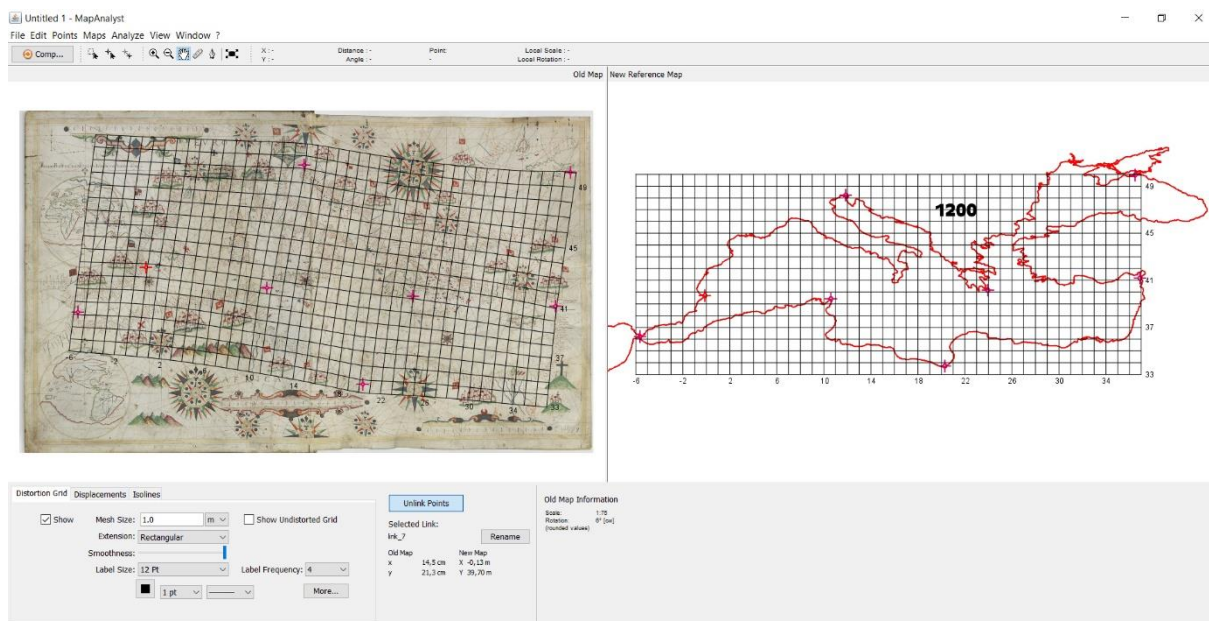 Untitled 1 - MapAnalyst
File Edit Points Maps Analyze View Window ?
Comp...
X : -
Y : -
Distance : -
Angle : -
Point:
-
Local Scale : -
Local Rotation : -
Old Map
New Reference Map
49
45
41
37
33
-6
-2
2
6
10
14
18
22
26
30
34
1200
49
45
41
37
33
-6
-2
2
6
10
14
18
22
26
30
34
Distortion Grid Displacements Isolines
Show
Mesh Size: 1.0 m
Show Undistorted Grid
Extension: Rectangular
Smoothness:
Label Size: 12 Pt
Label Frequency: 4
1 pt
More...
Unlink Points
Selected Link:
link_7
Rename
Old Map New Map
x 14,5 cm X -0,13 m
y 21,3 cm Y 39,70 m
Old Map Information
Scale: 1:78
Rotation: 6° [cw]
(rounded values)